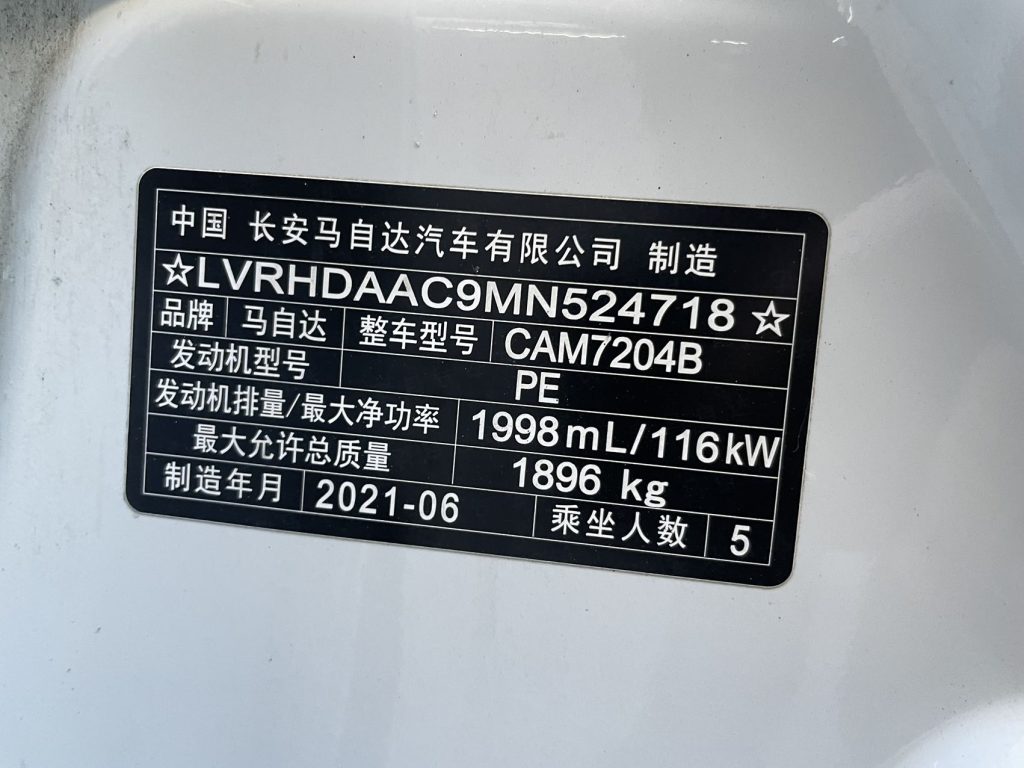 中国 长安马自达汽车有限公司 制造
☆LVRHDAAC9MN524718☆
品牌 马自达 整车型号 CAM7204B
发动机型号 PE
发动机排量/最大净功率 1998mL/116kW
最大允许总质量 1896 kg
制造年月 2021-06 乘坐人数 5